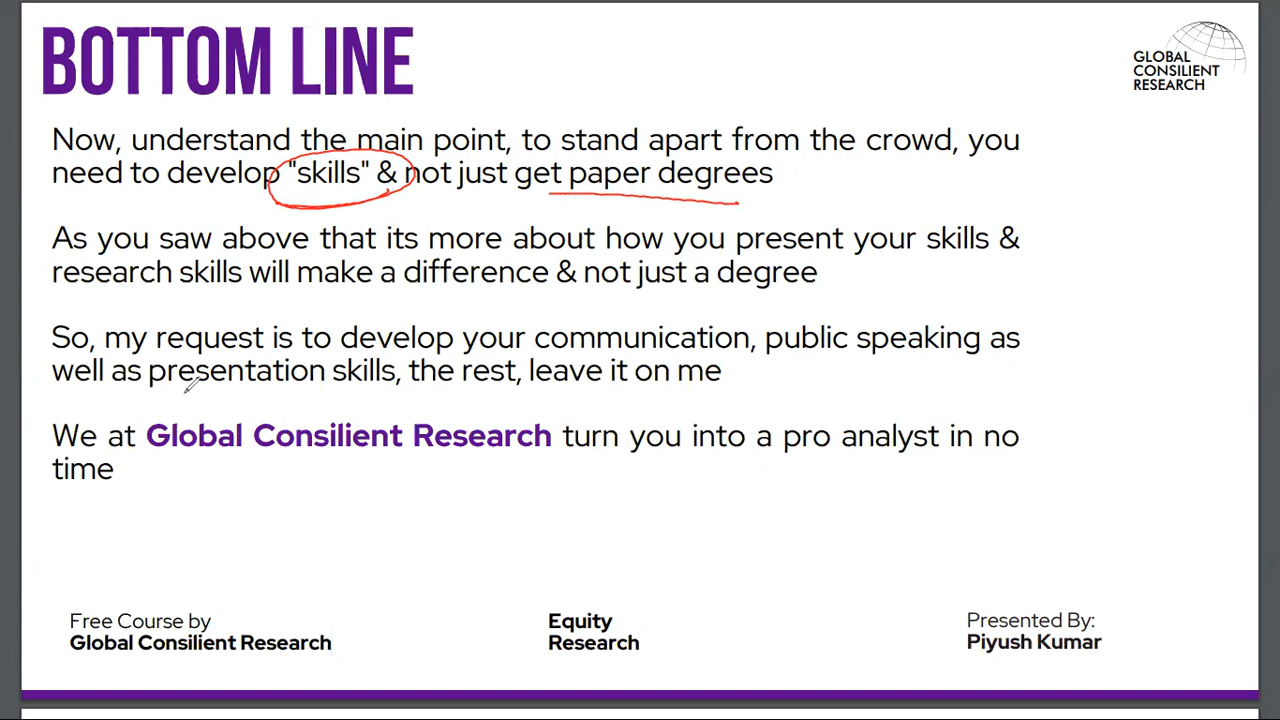 BOTTOM LINE
GLOBAL
CONSILIENT
RESEARCH
Now, understand the main point, to stand apart from the crowd, you
need to develop "skills" & not just get paper degrees
As you saw above that its more about how you present your skills &
research skills will make a difference & not just a degree
So, my request is to develop your communication, public speaking as
well as presentation skills, the rest, leave it on me
We at Global Consilient Research turn you into a pro analyst in no
time
Free Course by
Global Consilient Research
Equity
Research
Presented By:
Piyush Kumar